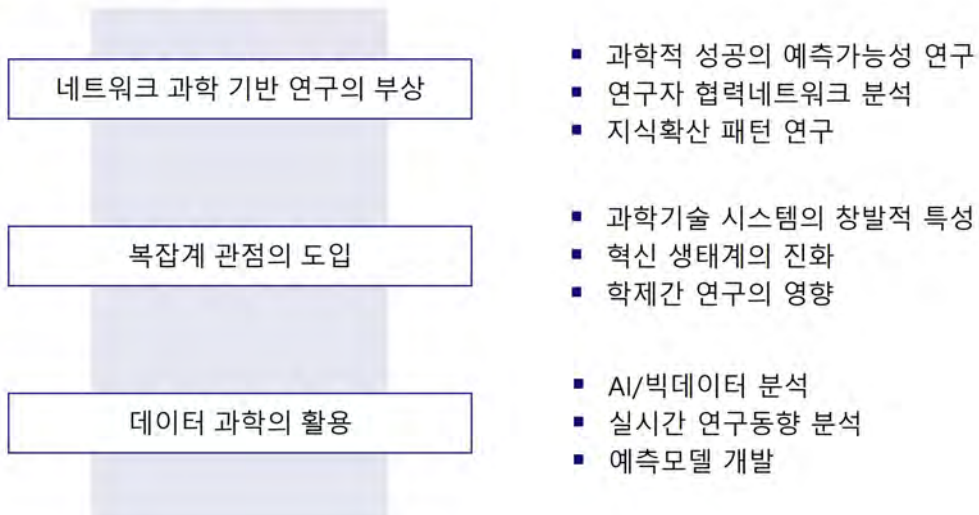 네트워크 과학 기반 연구의 부상
▪ 과학적 성공의 예측가능성 연구
▪ 연구자 협력네트워크 분석
▪ 지식확산 패턴 연구
복잡계 관점의 도입
▪ 과학기술 시스템의 창발적 특성
▪ 혁신 생태계의 진화
▪ 학제간 연구의 영향
데이터 과학의 활용
▪ AI/빅데이터 분석
▪ 실시간 연구동향 분석
▪ 예측모델 개발